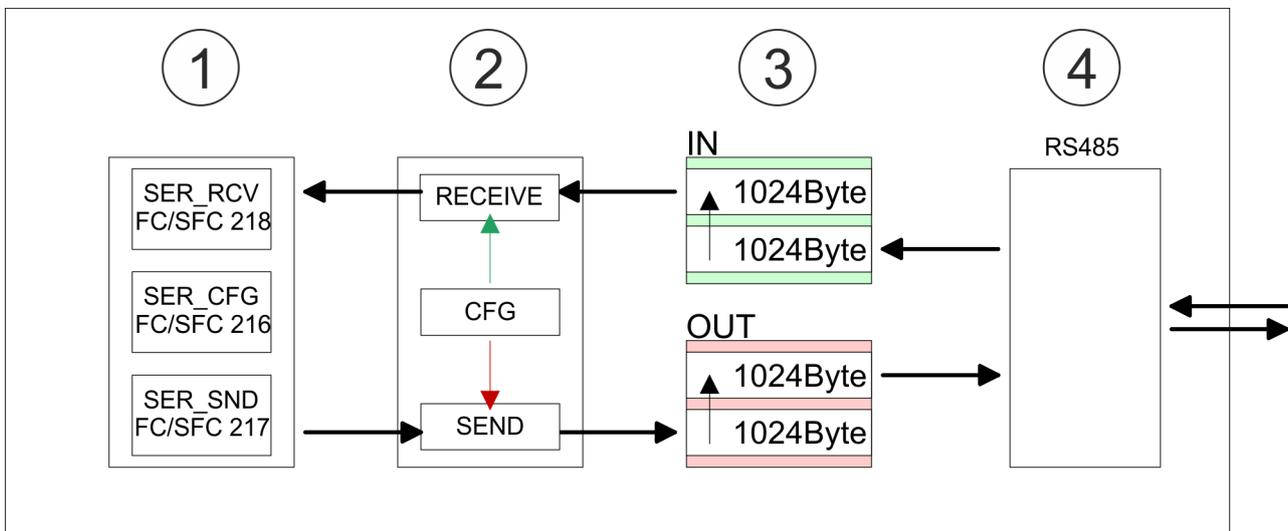 1
2
3
4
SER_RCV
FC/SFC 218
SER_CFG
FC/SFC 216
SER_SND
FC/SFC 217
RECEIVE
CFG
SEND
IN
1024Byte
1024Byte
OUT
1024Byte
1024Byte
RS485